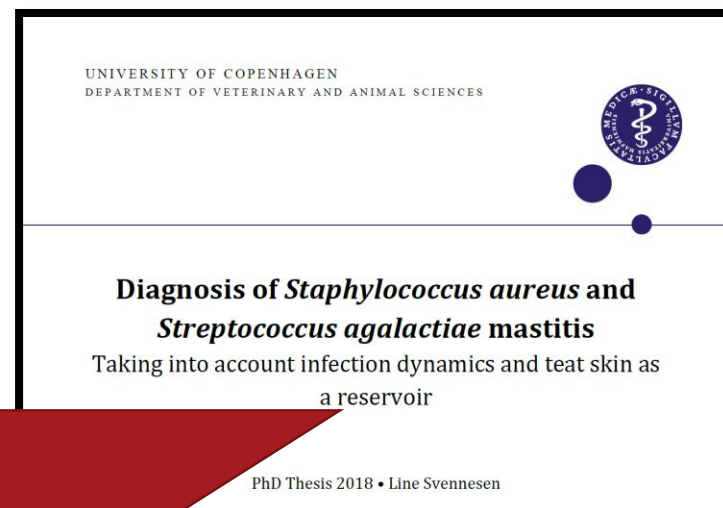 UNIVERSITY OF COPENHAGEN
DEPARTMENT OF VETERINARY AND ANIMAL SCIENCES
Diagnosis of Staphylococcus aureus and
Streptococcus agalactiae mastitis
Taking into account infection dynamics and teat skin as
a reservoir
PhD Thesis 2018 • Line Svennesen